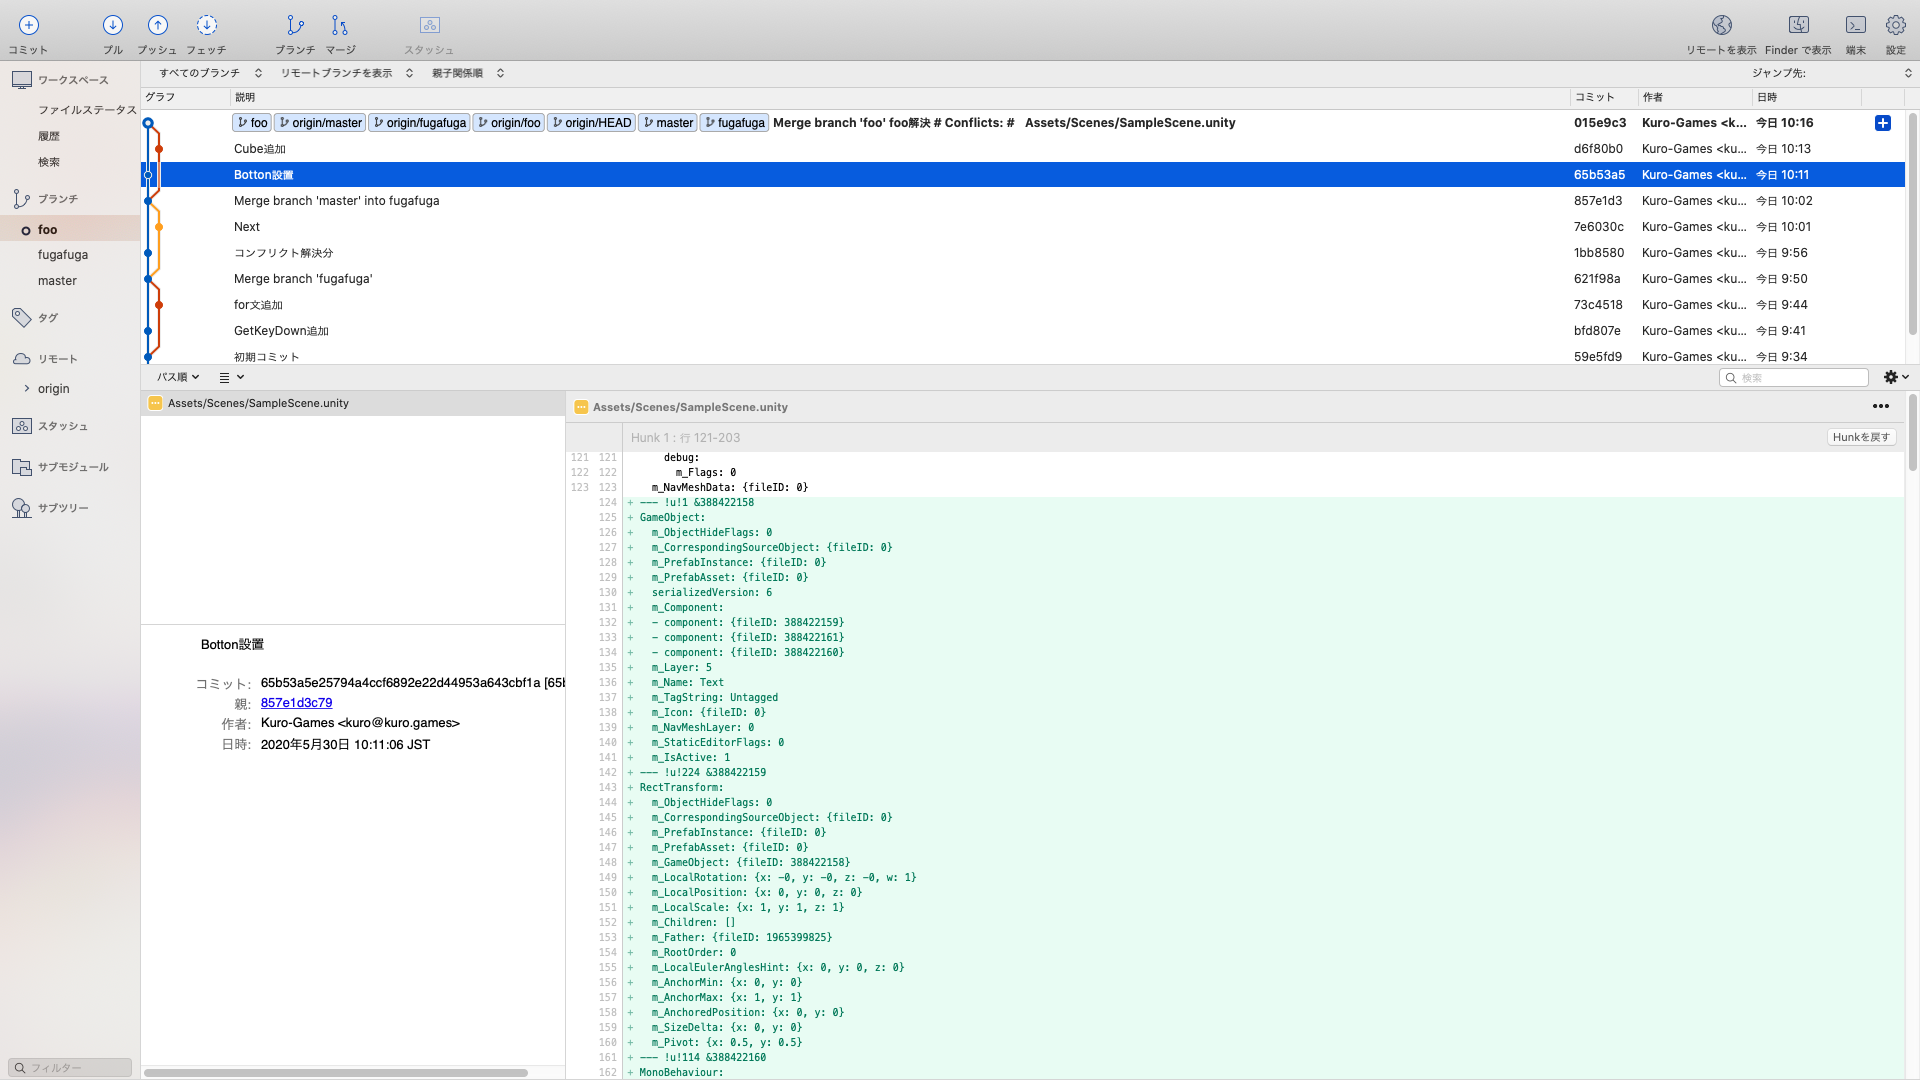 コミット プル プッシュ フェッチ ブランチ マージ スタッシュ リモートを表示 Finder で表示 端末 設定
ワークスペース
ファイルステータス
履歴
検索
ブランチ
foo
fugafuga
master
タグ
リモート
origin
スタッシュ
サブモジュール
サブツリー
フィルター
すべてのブランチ リモートブランチを表示 親子関係順 ジャンプ先:
グラフ 説明 コミット 作者 日時
foo origin/master origin/fugafuga origin/foo origin/HEAD master fugafuga Merge branch 'foo' foo解決 # Conflicts: # Assets/Scenes/SampleScene.unity 015e9c3 Kuro-Games <k... 今日 10:16
Cube追加 d6f80b0 Kuro-Games <ku... 今日 10:13
Botton設置 65b53a5 Kuro-Games <ku... 今日 10:11
Merge branch 'master' into fugafuga 857e1d3 Kuro-Games <ku... 今日 10:02
Next 7e6030c Kuro-Games <ku... 今日 10:01
コンフリクト解決分 1bb8580 Kuro-Games <ku... 今日 9:56
Merge branch 'fugafuga' 621f98a Kuro-Games <ku... 今日 9:50
for文追加 73c4518 Kuro-Games <ku... 今日 9:44
GetKeyDown追加 bfd807e Kuro-Games <ku... 今日 9:41
初期コミット 59e5fd9 Kuro-Games <ku... 今日 9:34
パス順 検索
Assets/Scenes/SampleScene.unity
Botton設置
コミット: 65b53a5e25794a4ccf6892e22d44953a643cbf1a [65b
親: 857e1d3c79
作者: Kuro-Games <kuro@kuro.games>
日時: 2020年5月30日 10:11:06 JST
Assets/Scenes/SampleScene.unity
Hunk 1 : 行 121-203 Hunkを戻す
121 121 debug:
122 122 m_Flags: 0
123 123 m_NavMeshData: {fileID: 0}
124 + --- !u!1 &388422158
125 + GameObject:
126 + m_ObjectHideFlags: 0
127 + m_CorrespondingSourceObject: {fileID: 0}
128 + m_PrefabInstance: {fileID: 0}
129 + m_PrefabAsset: {fileID: 0}
130 + serializedVersion: 6
131 + m_Component:
132 + - component: {fileID: 388422159}
133 + - component: {fileID: 388422161}
134 + - component: {fileID: 388422160}
135 + m_Layer: 5
136 + m_Name: Text
137 + m_TagString: Untagged
138 + m_Icon: {fileID: 0}
139 + m_NavMeshLayer: 0
140 + m_StaticEditorFlags: 0
141 + m_IsActive: 1
142 + --- !u!224 &388422159
143 + RectTransform:
144 + m_ObjectHideFlags: 0
145 + m_CorrespondingSourceObject: {fileID: 0}
146 + m_PrefabInstance: {fileID: 0}
147 + m_PrefabAsset: {fileID: 0}
148 + m_GameObject: {fileID: 388422158}
149 + m_LocalRotation: {x: -0, y: -0, z: -0, w: 1}
150 + m_LocalPosition: {x: 0, y: 0, z: 0}
151 + m_LocalScale: {x: 1, y: 1, z: 1}
152 + m_Children: []
153 + m_Father: {fileID: 1965399825}
154 + m_RootOrder: 0
155 + m_LocalEulerAnglesHint: {x: 0, y: 0, z: 0}
156 + m_AnchorMin: {x: 0, y: 0}
157 + m_AnchorMax: {x: 1, y: 1}
158 + m_AnchoredPosition: {x: 0, y: 0}
159 + m_SizeDelta: {x: 0, y: 0}
160 + m_Pivot: {x: 0.5, y: 0.5}
161 + --- !u!114 &388422160
162 + MonoBehaviour: